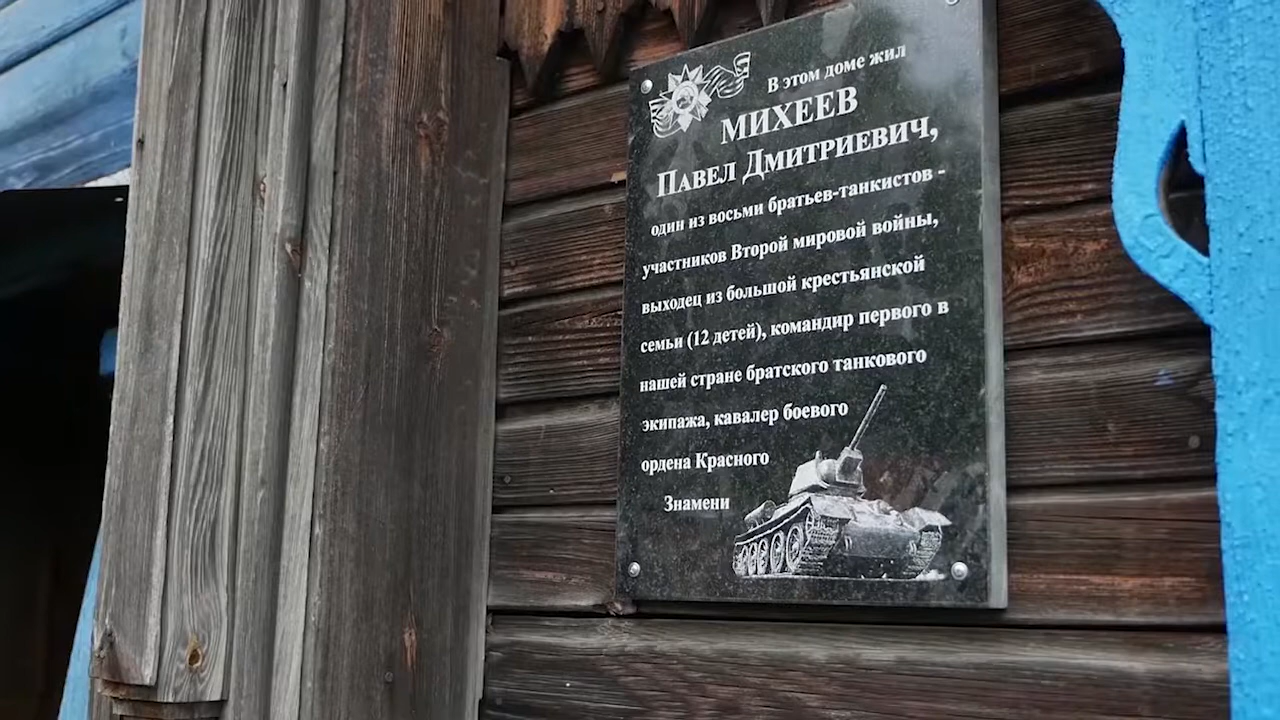 В этом доме жил
МИХЕЕВ
ПАВЕЛ ДМИТРИЕВИЧ,
один из восьми братьев-танкистов -
участников Второй мировой войны,
выходец из большой крестьянской
семьи (12 детей), командир первого в
нашей стране братского танкового
экипажа, кавалер боевого
ордена Красного
Знамени